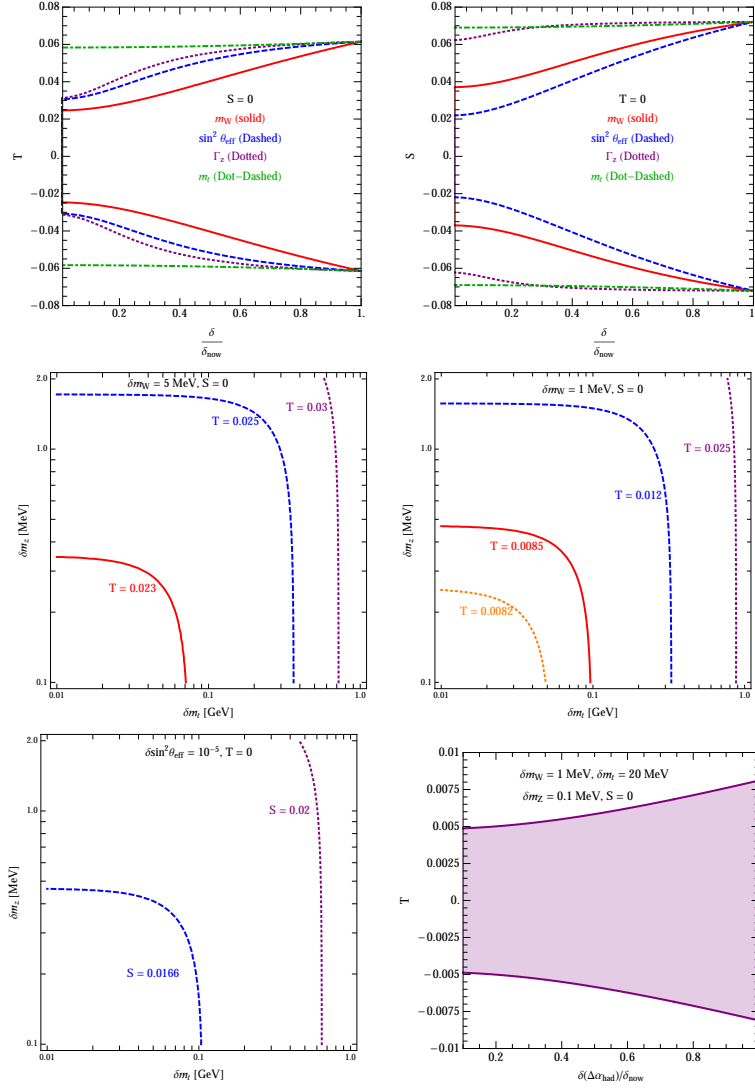 0.08
0.06
0.04
0.02
0.
−0.02
−0.04
−0.06
−0.08
T
S = 0
m_W (solid)
sin² θ_eff (Dashed)
Γ_z (Dotted)
m_t (Dot−Dashed)
0.2 0.4 0.6 0.8 1.
δ
δ_now
0.08
0.06
0.04
0.02
0.
−0.02
−0.04
−0.06
−0.08
S
T = 0
m_W (solid)
sin² θ_eff (Dashed)
Γ_z (Dotted)
m_t (Dot−Dashed)
0.2 0.4 0.6 0.8 1.
δ
δ_now
2.0
1.0
0.1
δm_z [MeV]
δm_W = 5 MeV, S = 0
T = 0.03
T = 0.025
T = 0.023
0.01 0.1 1.0
δm_t [GeV]
2.0
1.0
0.1
δm_z [MeV]
δm_W = 1 MeV, S = 0
T = 0.025
T = 0.012
T = 0.0085
T = 0.0082
0.01 0.1 1.0
δm_t [GeV]
2.0
1.0
0.1
δm_z [MeV]
δsin²θ_eff = 10⁻⁵, T = 0
S = 0.02
S = 0.0166
0.01 0.1 1.0
δm_t [GeV]
0.01
0.0075
0.005
0.0025
0.
−0.0025
−0.005
−0.0075
−0.01
T
δm_W = 1 MeV, δm_t = 20 MeV
δm_Z = 0.1 MeV, S = 0
0.2 0.4 0.6 0.8
δ(Δα_had)/δ_now